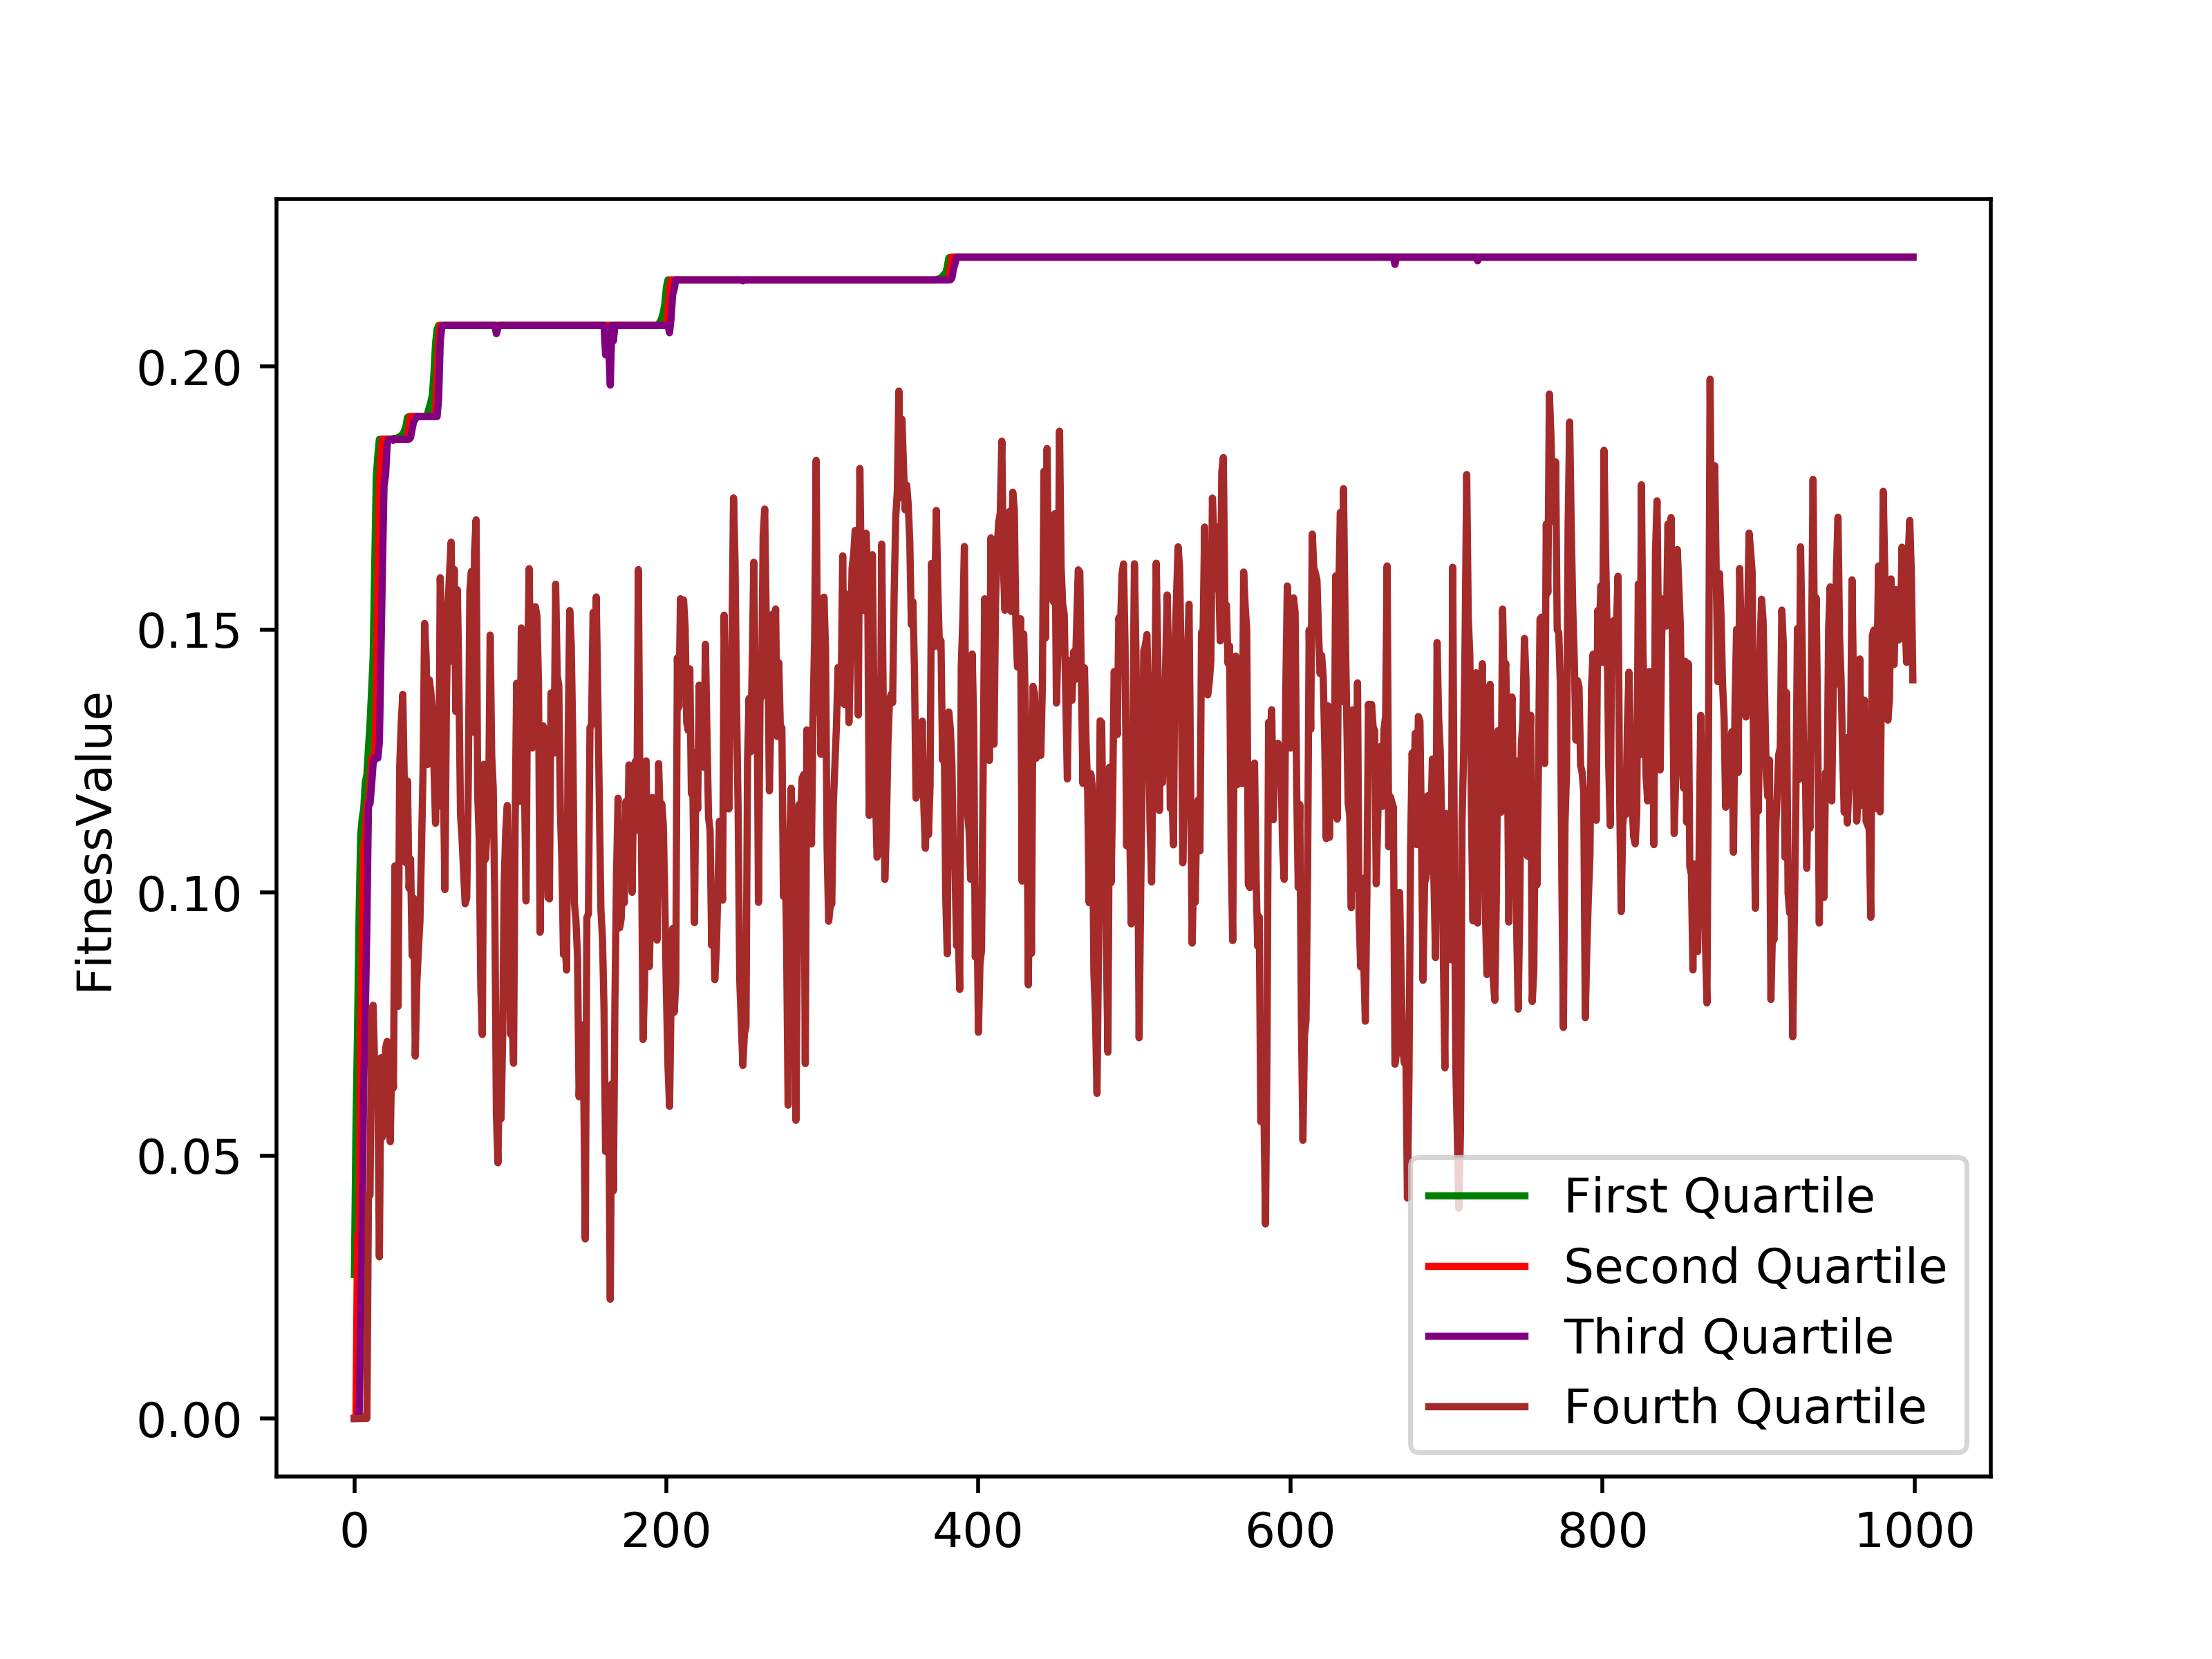 FitnessValue
0.20
0.15
0.10
0.05
0.00
0 200 400 600 800 1000
First Quartile
Second Quartile
Third Quartile
Fourth Quartile